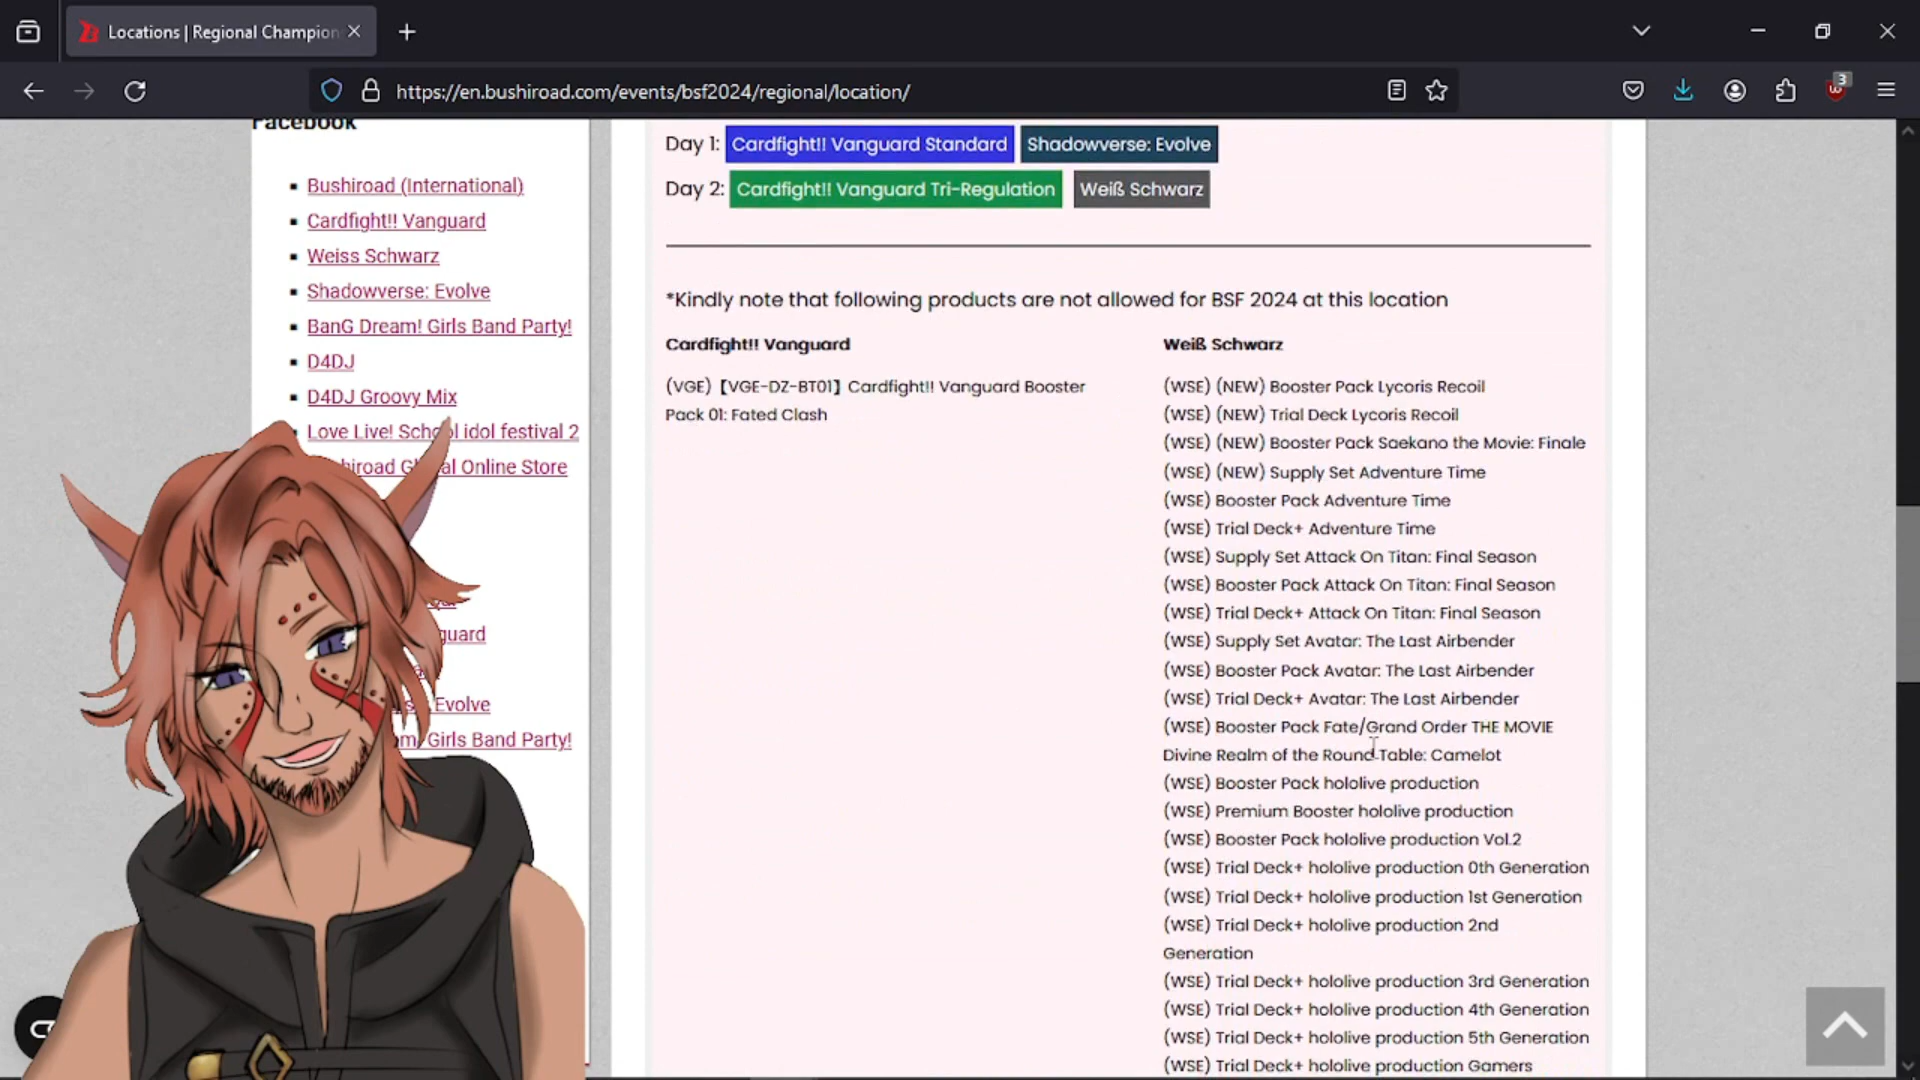 Locations | Regional Champion
https://en.bushiroad.com/events/bsf2024/regional/location/
3
Facebook
Bushiroad (International)
Cardfight!! Vanguard
Weiss Schwarz
Shadowverse: Evolve
BanG Dream! Girls Band Party!
D4DJ
D4DJ Groovy Mix
Love Live! School idol festival 2
Online Store
guard
Evolve
Girls Band Party!
Day 1: Cardfight!! Vanguard Standard Shadowverse: Evolve
Day 2: Cardfight!! Vanguard Tri-Regulation Weiß Schwarz
*Kindly note that following products are not allowed for BSF 2024 at this location
Cardfight!! Vanguard
(VGE)【VGE-DZ-BT01】Cardfight!! Vanguard Booster
Pack 01: Fated Clash
Weiß Schwarz
(WSE) (NEW) Booster Pack Lycoris Recoil
(WSE) (NEW) Trial Deck Lycoris Recoil
(WSE) (NEW) Booster Pack Saekano the Movie: Finale
(WSE) (NEW) Supply Set Adventure Time
(WSE) Booster Pack Adventure Time
(WSE) Trial Deck+ Adventure Time
(WSE) Supply Set Attack On Titan: Final Season
(WSE) Booster Pack Attack On Titan: Final Season
(WSE) Trial Deck+ Attack On Titan: Final Season
(WSE) Supply Set Avatar: The Last Airbender
(WSE) Booster Pack Avatar: The Last Airbender
(WSE) Trial Deck+ Avatar: The Last Airbender
(WSE) Booster Pack Fate/Grand Order THE MOVIE
Divine Realm of the Round Table: Camelot
(WSE) Booster Pack hololive production
(WSE) Premium Booster hololive production
(WSE) Booster Pack hololive production Vol.2
(WSE) Trial Deck+ hololive production 0th Generation
(WSE) Trial Deck+ hololive production 1st Generation
(WSE) Trial Deck+ hololive production 2nd
Generation
(WSE) Trial Deck+ hololive production 3rd Generation
(WSE) Trial Deck+ hololive production 4th Generation
(WSE) Trial Deck+ hololive production 5th Generation
(WSE) Trial Deck+ hololive production Gamers